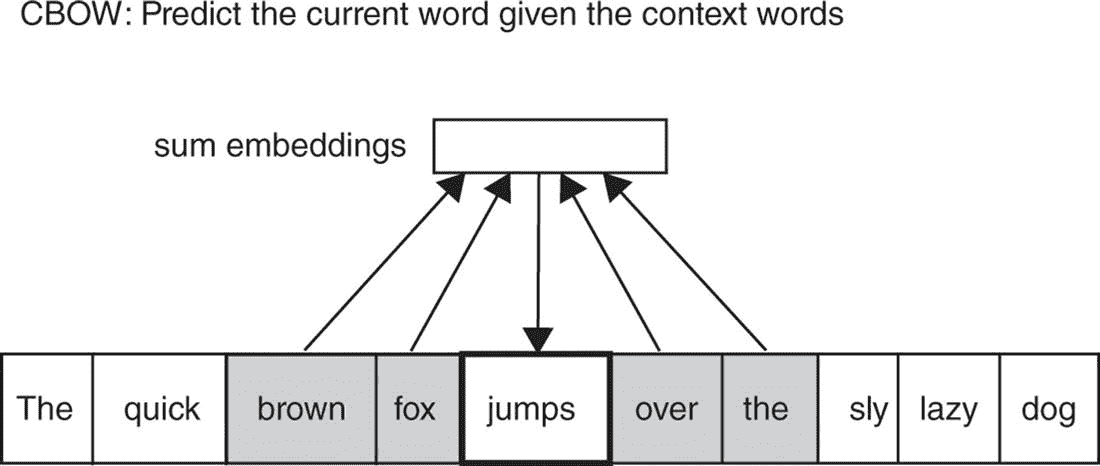 CBOW: Predict the current word given the context words
sum embeddings
The quick brown fox jumps over the sly lazy dog